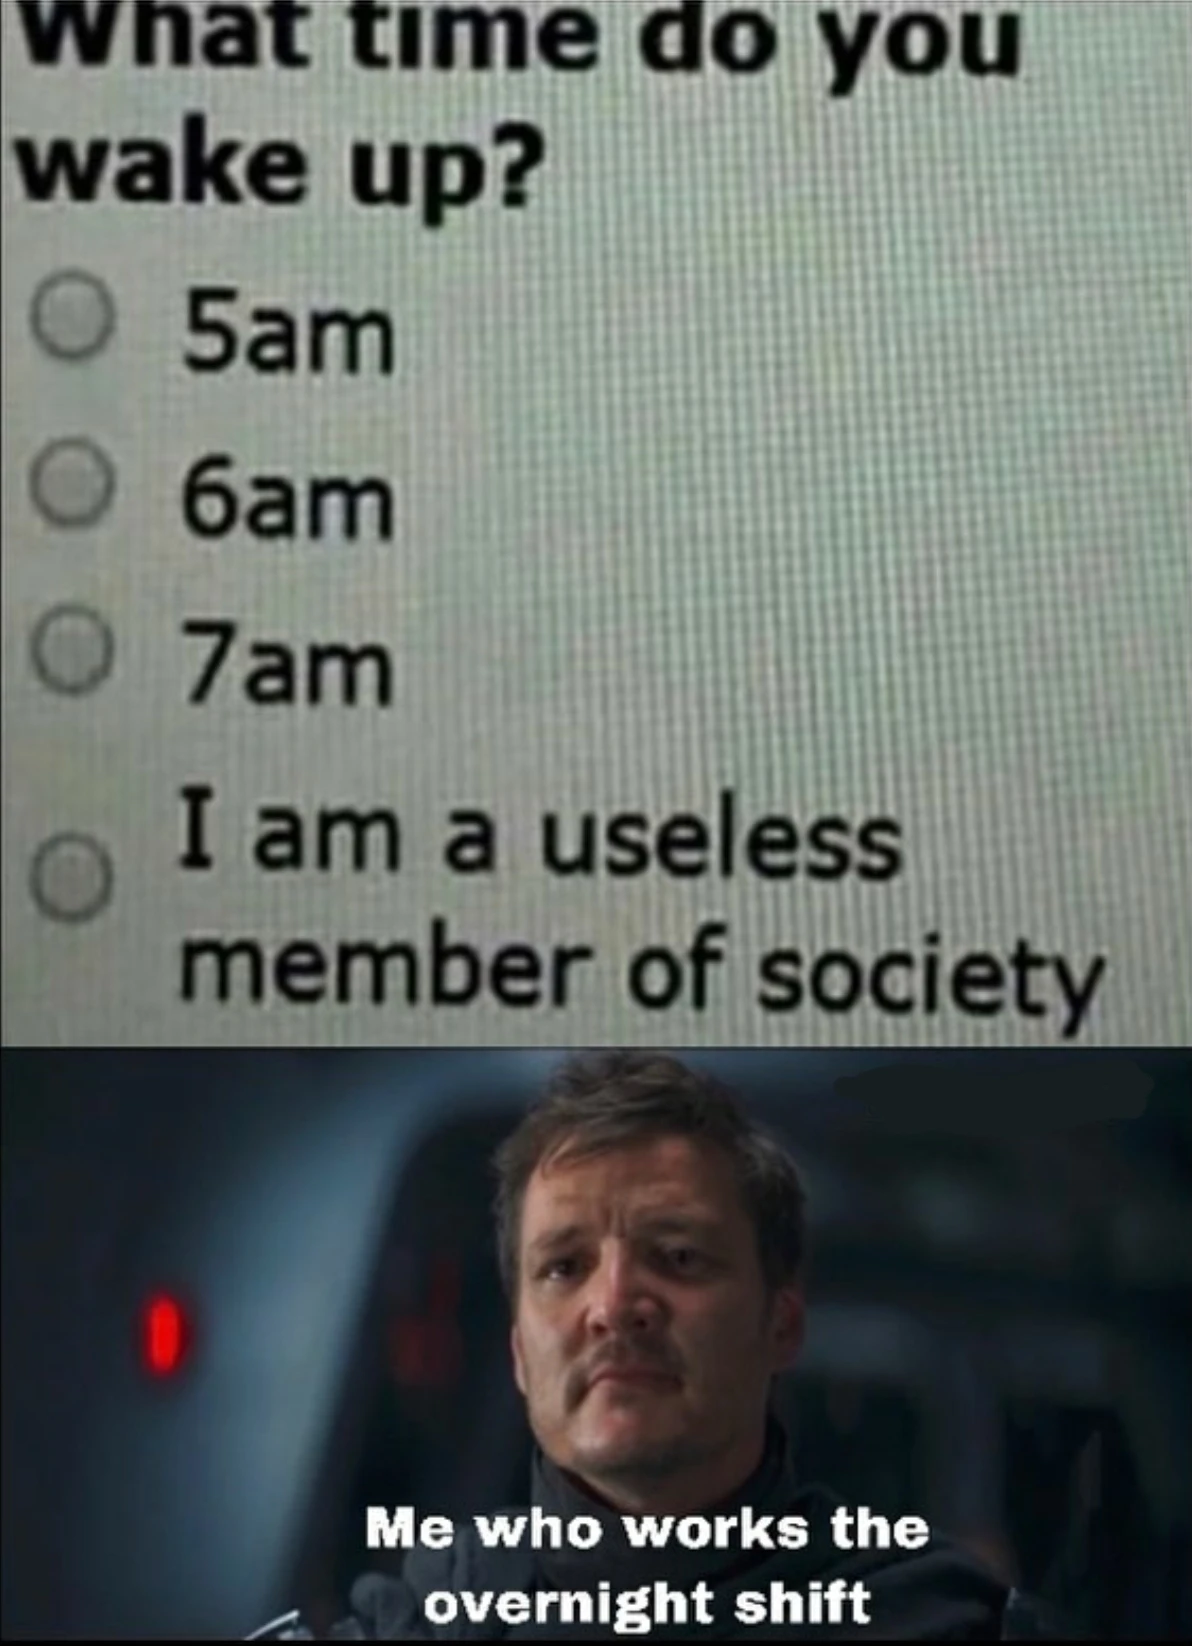 What time do you
wake up?
5am
6am
7am
I am a useless
member of society
Me who works the
overnight shift